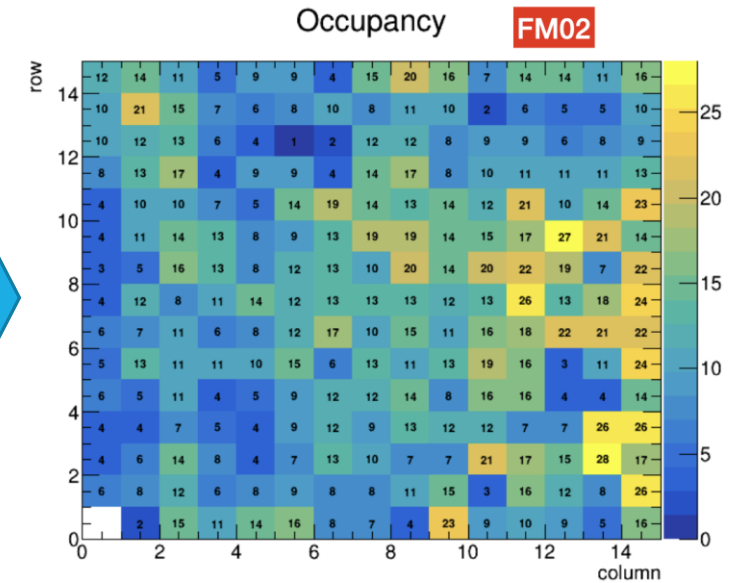 Occupancy FM02
row
12 14 11 5 9 9 4 15 20 16 7 14 14 11 16
14
10 21 15 7 6 8 10 8 11 10 2 6 5 5 10
25
10 12 13 6 4 1 2 12 12 8 9 9 6 8 9
12
8 13 17 4 9 9 4 14 17 8 10 11 11 11 13
20
4 10 10 7 5 14 19 14 13 14 12 21 10 14 23
10
4 11 14 13 8 9 13 19 19 14 15 17 27 21 14
3 5 16 13 8 12 13 10 20 14 20 22 19 7 22
8
15
4 12 8 11 14 12 13 13 13 12 13 26 13 18 24
6 7 11 6 8 12 17 10 15 11 16 18 22 21 22
6
10
5 13 11 11 10 15 6 13 11 13 19 16 3 11 24
6 5 11 4 5 9 12 12 14 8 16 16 4 4 14
4
4 4 7 5 4 9 12 9 13 12 12 7 7 26 26
5
4 6 14 8 4 7 13 10 7 7 21 17 15 28 17
2
6 8 12 6 8 9 8 8 11 15 3 16 12 8 26
2 15 11 14 16 8 7 4 23 9 10 9 5 16
0
0
0 2 4 6 8 10 12 14
column